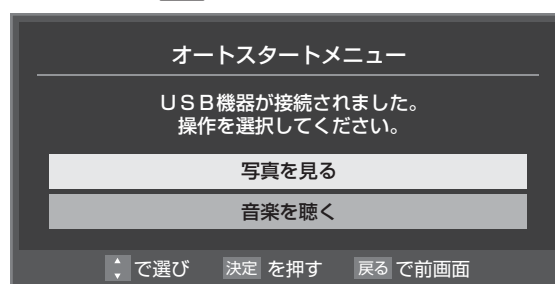 オートスタートメニュー
ＵＳＢ機器が接続されました。
操作を選択してください。
写真を見る
音楽を聴く
で選び 決定 を押す 戻る で前画面